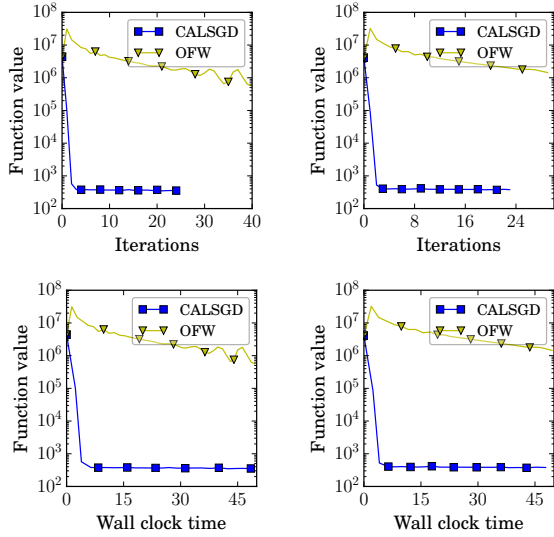 Function value
10^8
10^7
10^6
10^5
10^4
10^3
10^2
CALSGD
OFW
0 10 20 30 40
Iterations
Function value
10^8
10^7
10^6
10^5
10^4
10^3
10^2
CALSGD
OFW
0 8 16 24
Iterations
Function value
10^8
10^7
10^6
10^5
10^4
10^3
10^2
CALSGD
OFW
0 15 30 45
Wall clock time
Function value
10^8
10^7
10^6
10^5
10^4
10^3
10^2
CALSGD
OFW
0 15 30 45
Wall clock time